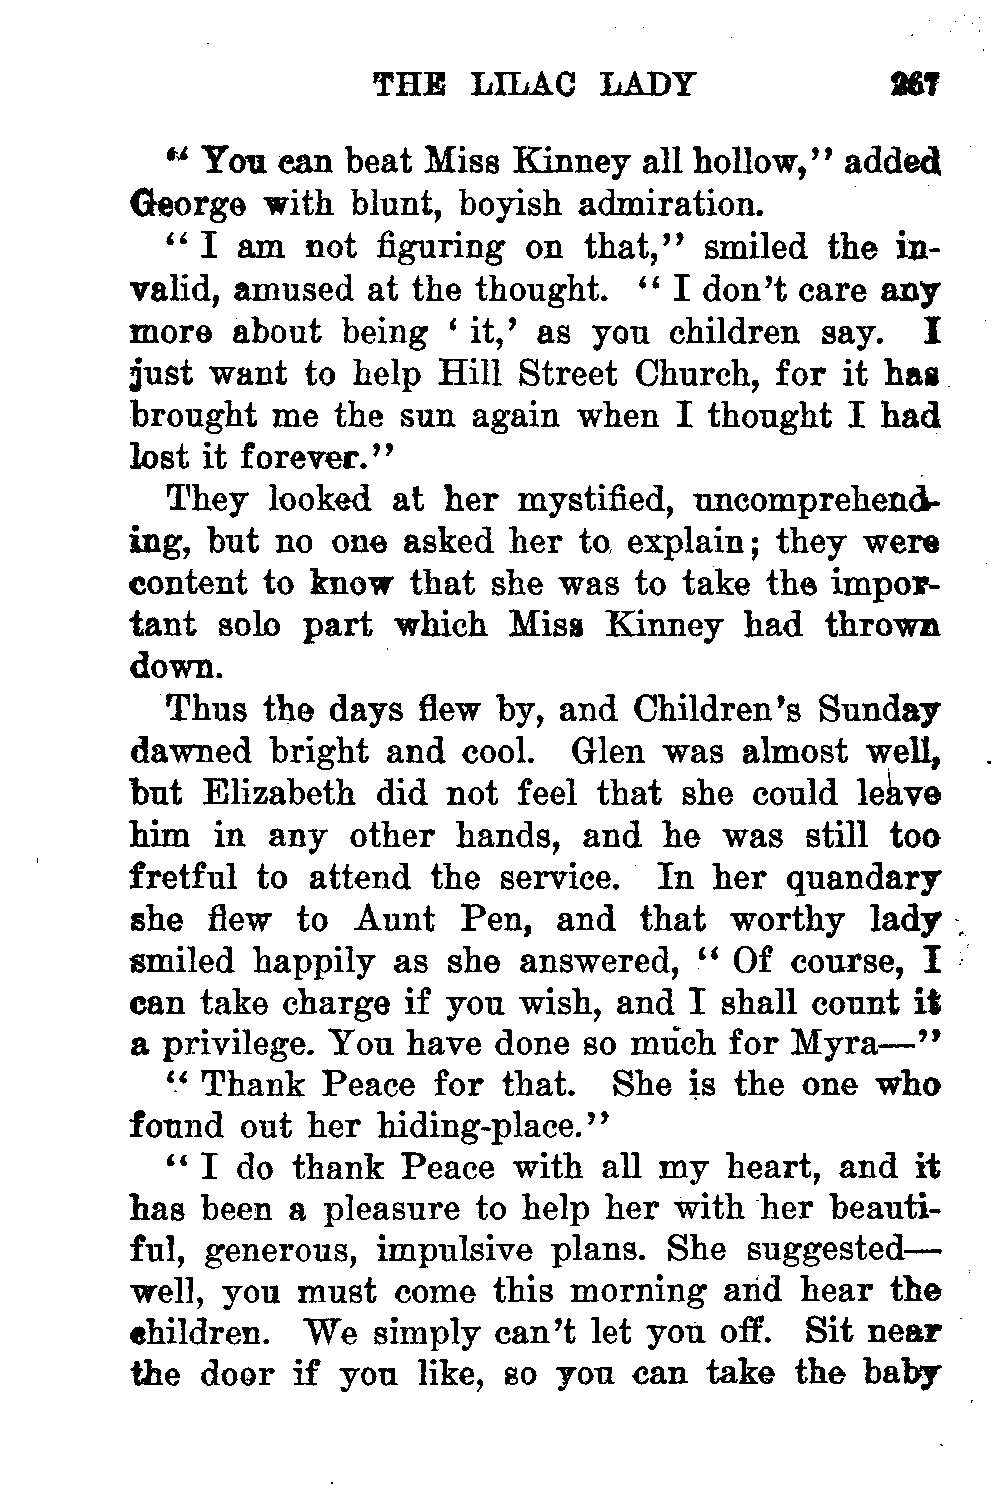 THE LILAC LADY 267
“ You can beat Miss Kinney all hollow,” added
George with blunt, boyish admiration.
“ I am not figuring on that,” smiled the in-
valid, amused at the thought. “ I don’t care any
more about being ‘ it,’ as you children say. I
just want to help Hill Street Church, for it has
brought me the sun again when I thought I had
lost it forever.”
They looked at her mystified, uncomprehend-
ing, but no one asked her to explain; they were
content to know that she was to take the impor-
tant solo part which Miss Kinney had thrown
down.
Thus the days flew by, and Children’s Sunday
dawned bright and cool. Glen was almost well,
but Elizabeth did not feel that she could leave
him in any other hands, and he was still too
fretful to attend the service. In her quandary
she flew to Aunt Pen, and that worthy lady
smiled happily as she answered, “ Of course, I
can take charge if you wish, and I shall count it
a privilege. You have done so much for Myra—”
“ Thank Peace for that. She is the one who
found out her hiding-place.”
“ I do thank Peace with all my heart, and it
has been a pleasure to help her with her beauti-
ful, generous, impulsive plans. She suggested—
well, you must come this morning and hear the
children. We simply can’t let you off. Sit near
the door if you like, so you can take the baby